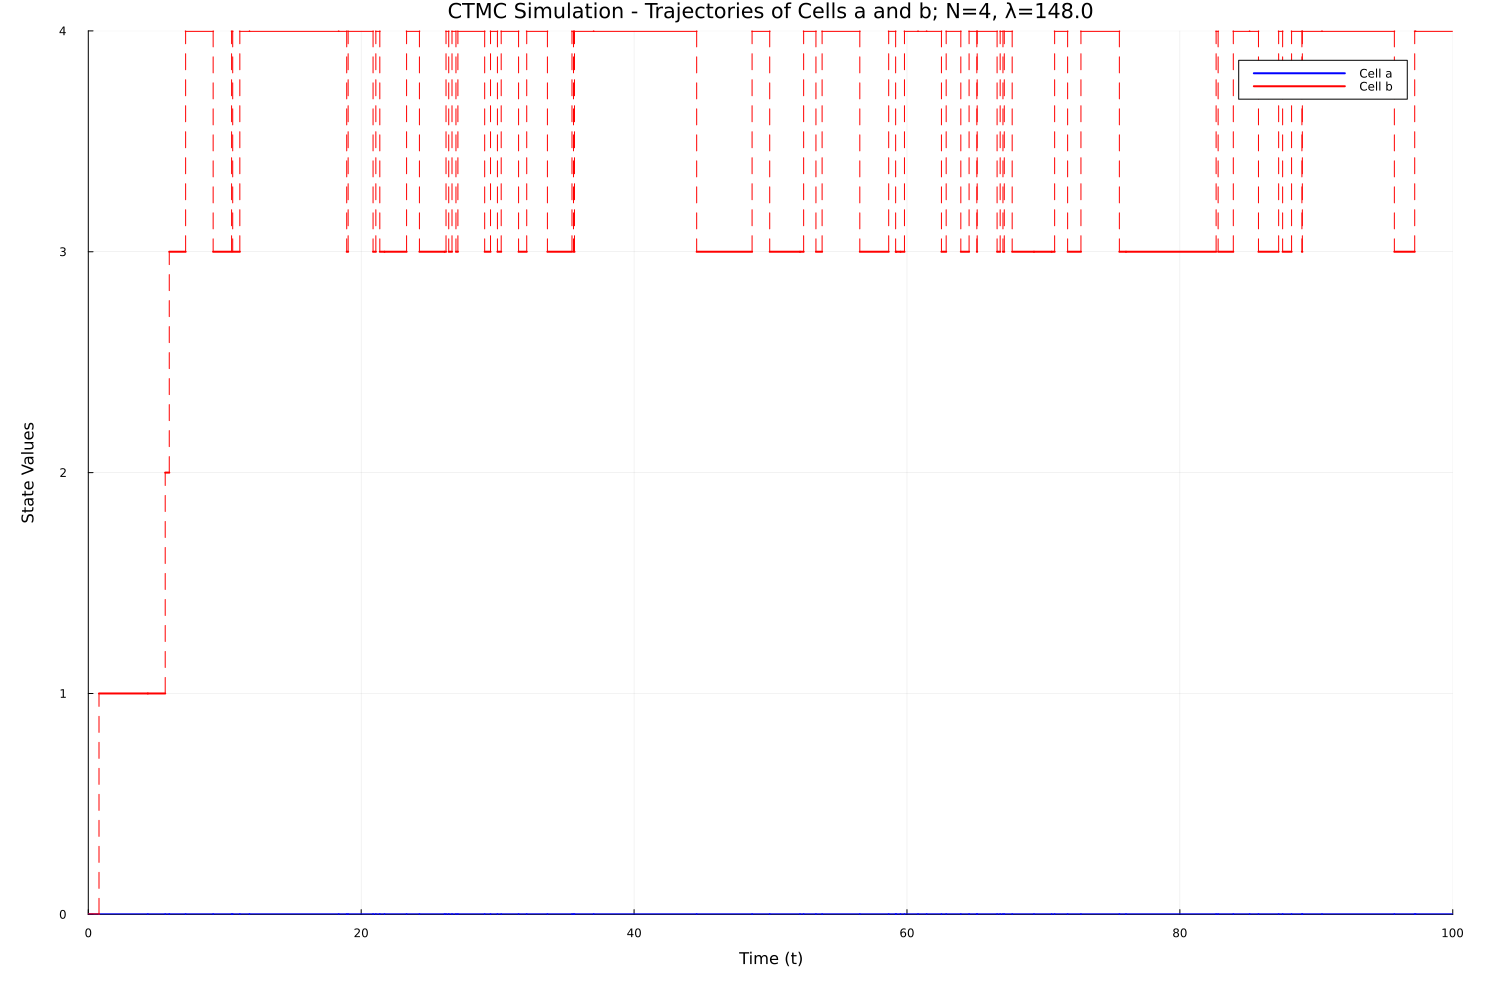 CTMC Simulation - Trajectories of Cells a and b; N=4, λ=148.0
4
Cell a
Cell b
3
State Values
2
1
0
0 20 40 60 80 100
Time (t)